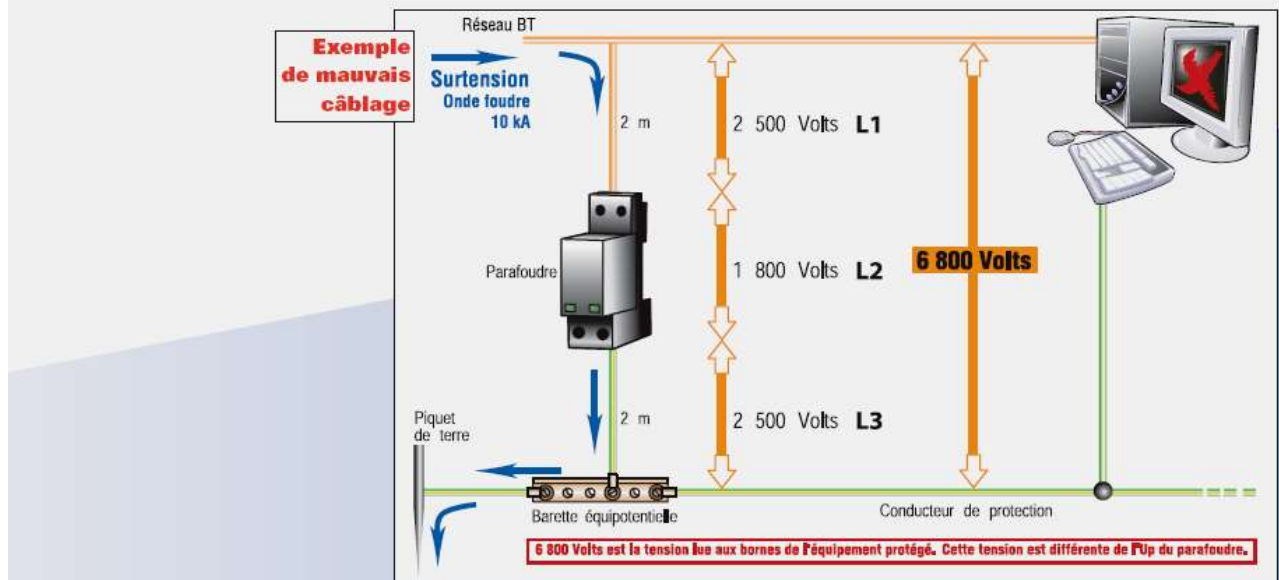 Réseau BT
Exemple
de mauvais
câblage
Surtension
Onde foudre
10 kA
2 m
2 500 Volts L1
Parafoudre
1 800 Volts L2
6 800 Volts
2 m
2 500 Volts L3
Piquet
de terre
Barette équipotentielle
Conducteur de protection
6 800 Volts est la tension lue aux bornes de l'équipement protégé. Cette tension est différente de l'Up du parafoudre.